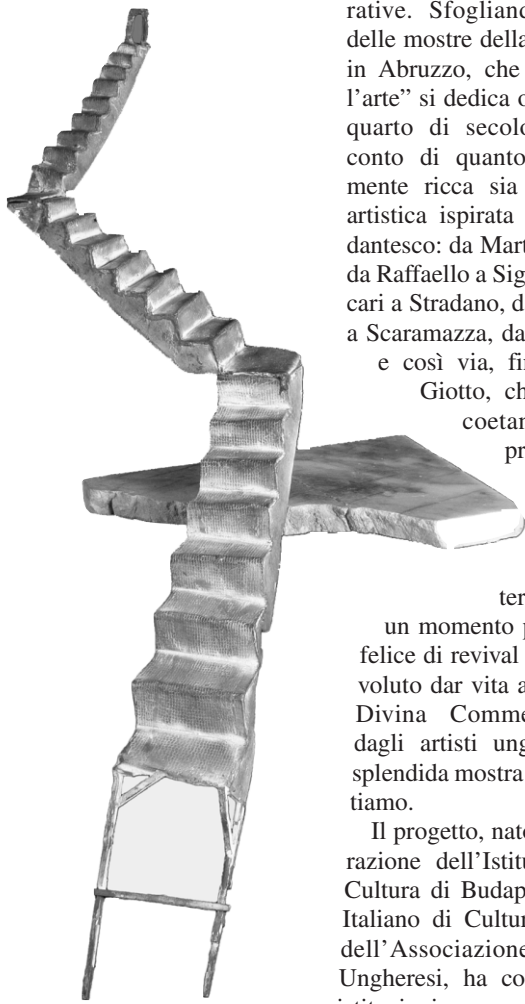 rative. Sfogliand
delle mostre della
in Abruzzo, che
l’arte” si dedica
quarto di secol
conto di quanto
mente ricca sia
artistica ispirata
dantesco: da Mart
da Raffaello a Sig
cari a Stradano, d
a Scaramazza, da
e così via, fin
Giotto, ch
coetan
pr
ter
un momento p
felice di revival
voluto dar vita a
Divina Comme
dagli artisti ung
splendida mostra
tiamo.
Il progetto, nat
razione dell’Istitu
Cultura di Budap
Italiano di Cultur
dell’Associazione
Ungheresi, ha co